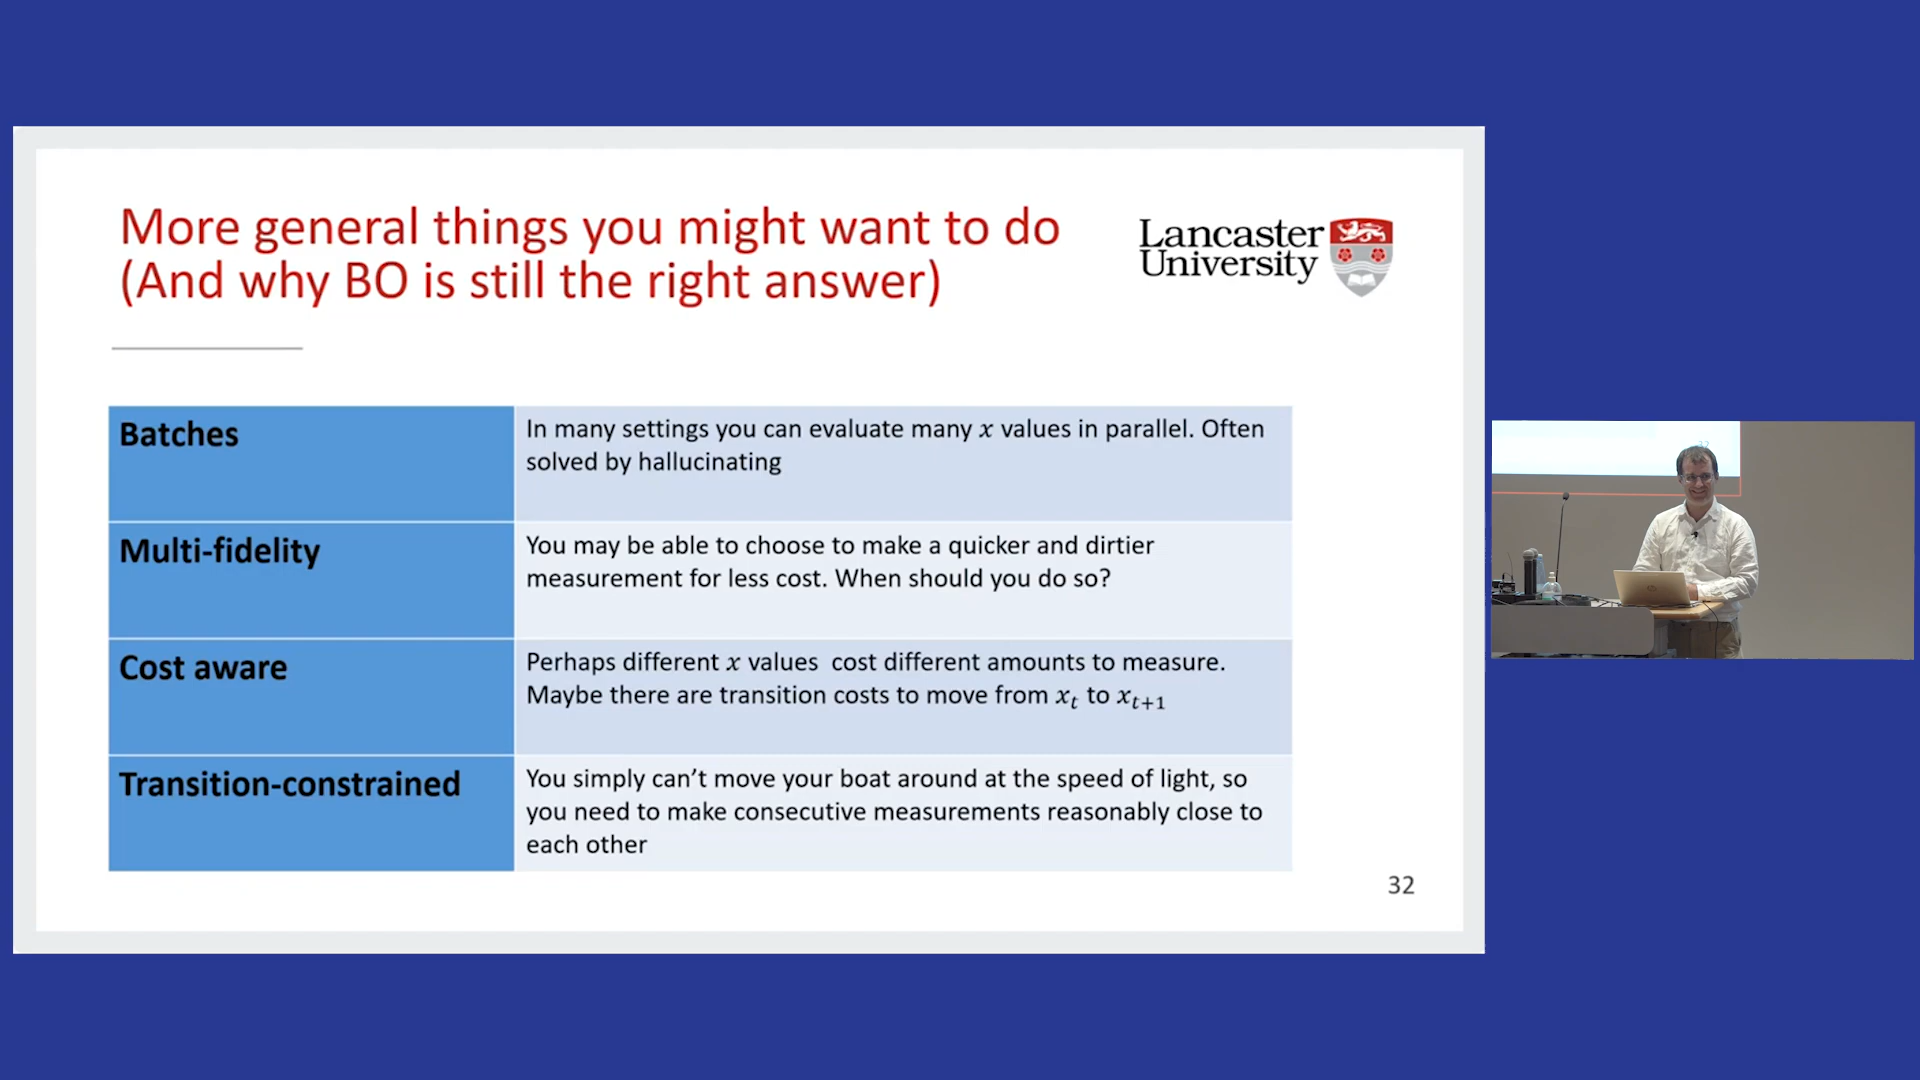 More general things you might want to do
(And why BO is still the right answer)
Lancaster
University
Batches
In many settings you can evaluate many x values in parallel. Often
solved by hallucinating
Multi-fidelity
You may be able to choose to make a quicker and dirtier
measurement for less cost. When should you do so?
Cost aware
Perhaps different x values cost different amounts to measure.
Maybe there are transition costs to move from xₜ to xₜ₊₁
Transition-constrained
You simply can’t move your boat around at the speed of light, so
you need to make consecutive measurements reasonably close to
each other
32